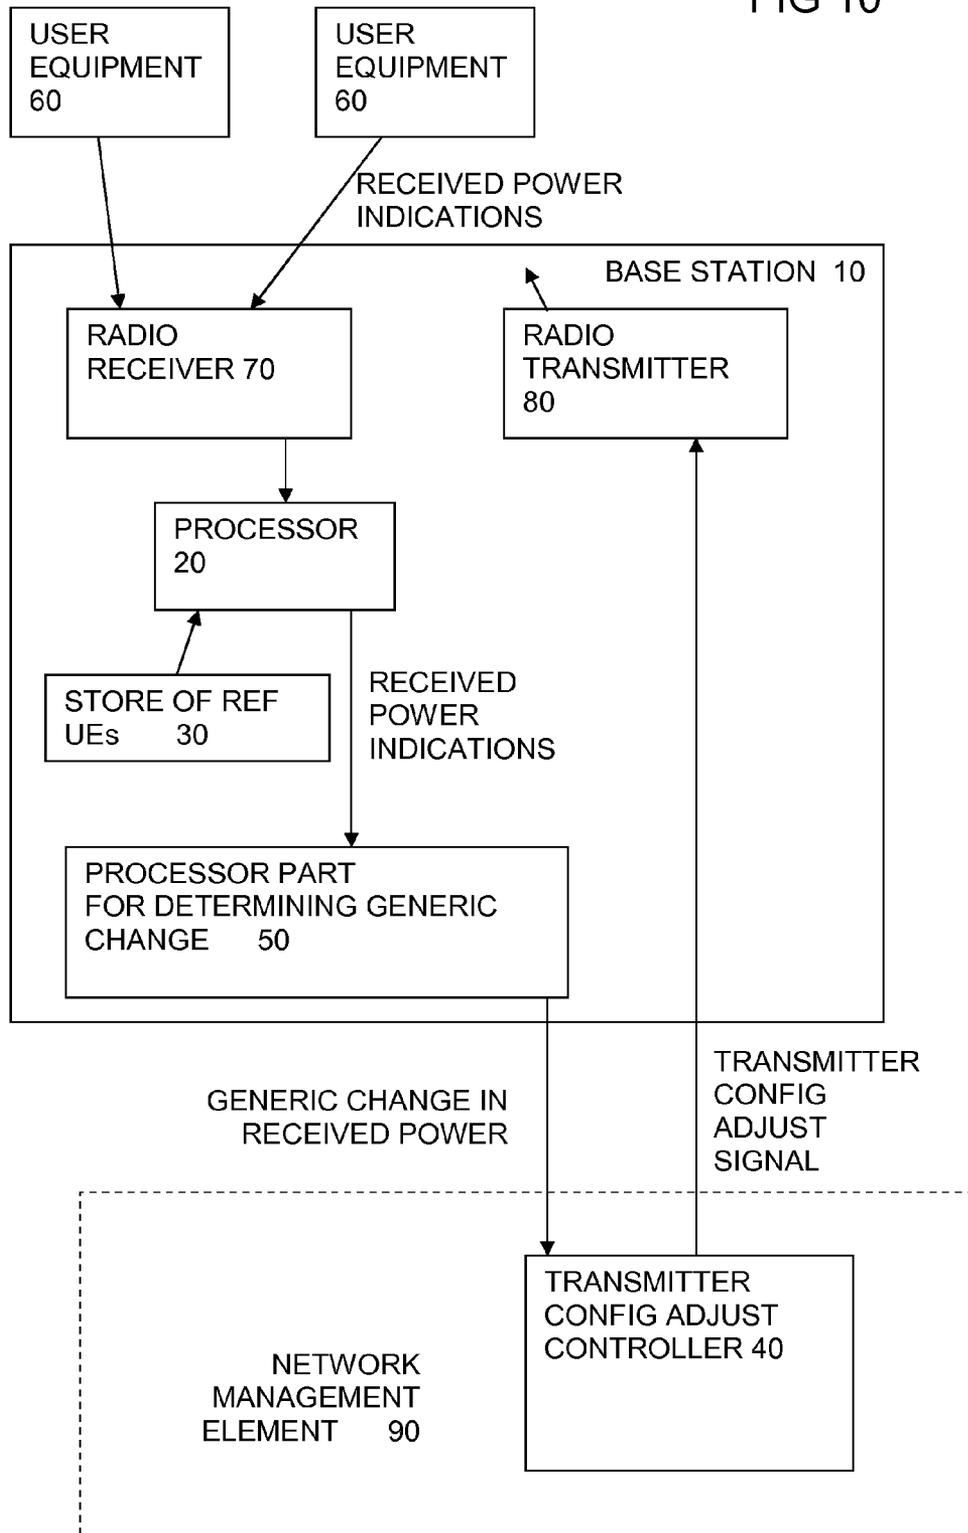 FIG 10
USER
EQUIPMENT
60
USER
EQUIPMENT
60
RECEIVED POWER
INDICATIONS
BASE STATION 10
RADIO
RECEIVER 70
RADIO
TRANSMITTER
80
PROCESSOR
20
STORE OF REF
UEs 30
RECEIVED
POWER
INDICATIONS
PROCESSOR PART
FOR DETERMINING GENERIC
CHANGE 50
GENERIC CHANGE IN
RECEIVED POWER
TRANSMITTER
CONFIG
ADJUST
SIGNAL
TRANSMITTER
CONFIG ADJUST
CONTROLLER 40
NETWORK
MANAGEMENT
ELEMENT 90